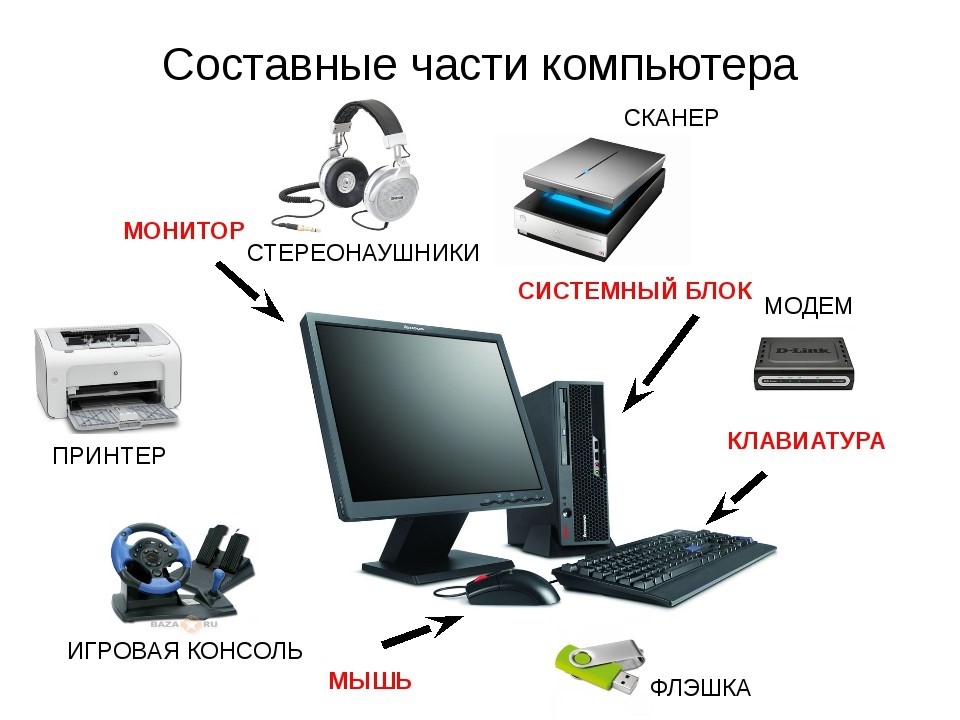 Составные части компьютера
СКАНЕР
МОНИТОР
СТЕРЕОНАУШНИКИ
СИСТЕМНЫЙ БЛОК
МОДЕМ
D-Link
КЛАВИАТУРА
ПРИНТЕР
BAZA RU
ИГРОВАЯ КОНСОЛЬ
МЫШЬ
ФЛЭШКА